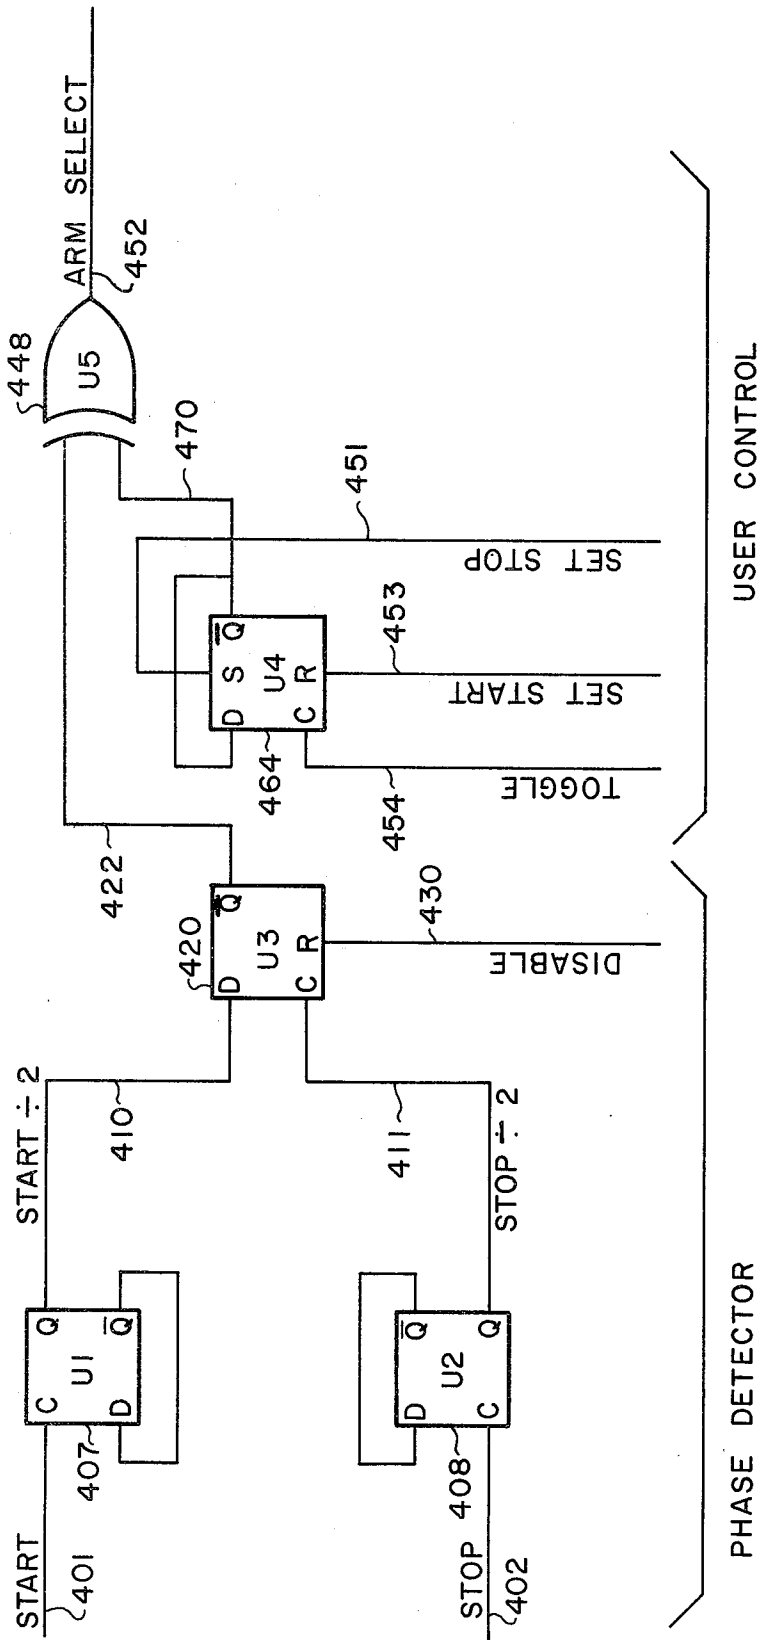 START
401
C
Q
U1
D
Q̅
407
START ÷ 2
410
STOP
402
D
Q̅
U2
C
Q
408
STOP ÷ 2
411
420
D
Q̅
U3
C
R
422
430
DISABLE
D
S
Q̅
U4
C
R
464
454
TOGGLE
453
SET START
451
SET STOP
470
448
U5
ARM SELECT
452
PHASE DETECTOR
USER CONTROL